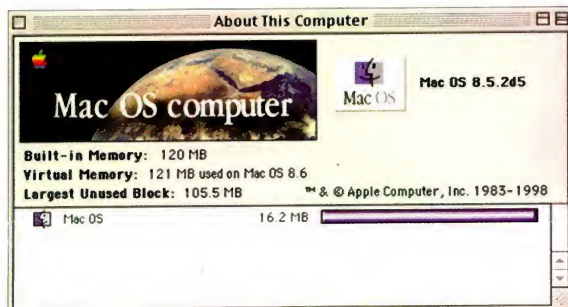 About This Computer
Mac OS computer
Mac OS
Mac OS 8.5.2d5
Built-in Memory: 120 MB
Virtual Memory: 121 MB used on Mac OS 8.6
Largest Unused Block: 105.5 MB
™ & © Apple Computer, Inc. 1983-1998
Mac OS 16.2 MB